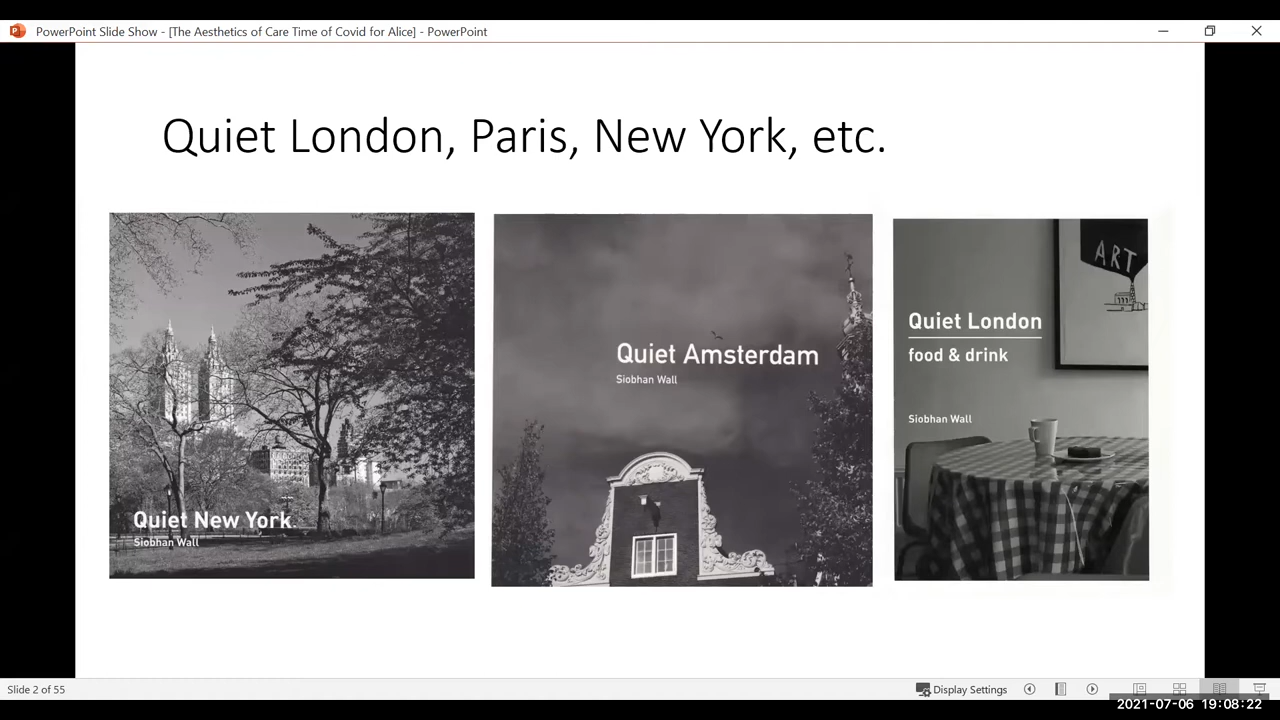 PowerPoint Slide Show - [The Aesthetics of Care Time of Covid for Alice] - PowerPoint
Quiet London, Paris, New York, etc.
Quiet New York.
Siobhan Wall
Quiet Amsterdam
Siobhan Wall
ART
Quiet London
food & drink
Siobhan Wall
Slide 2 of 55
Display Settings
2021-07-06 19:08:22